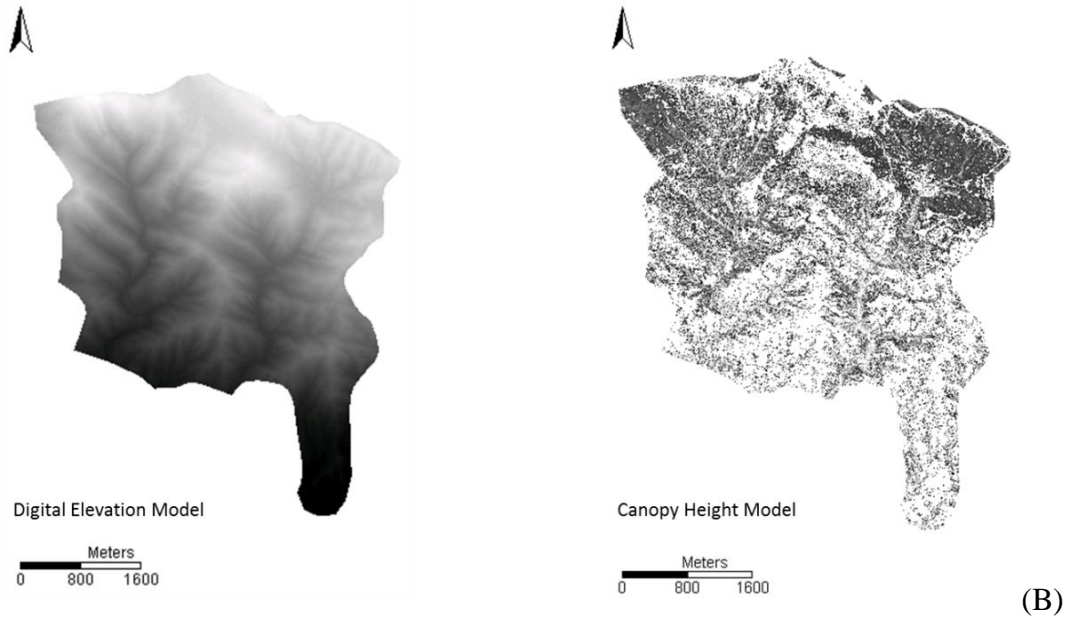 Digital Elevation Model
Meters
0 800 1600
Canopy Height Model
Meters
0 800 1600
(B)